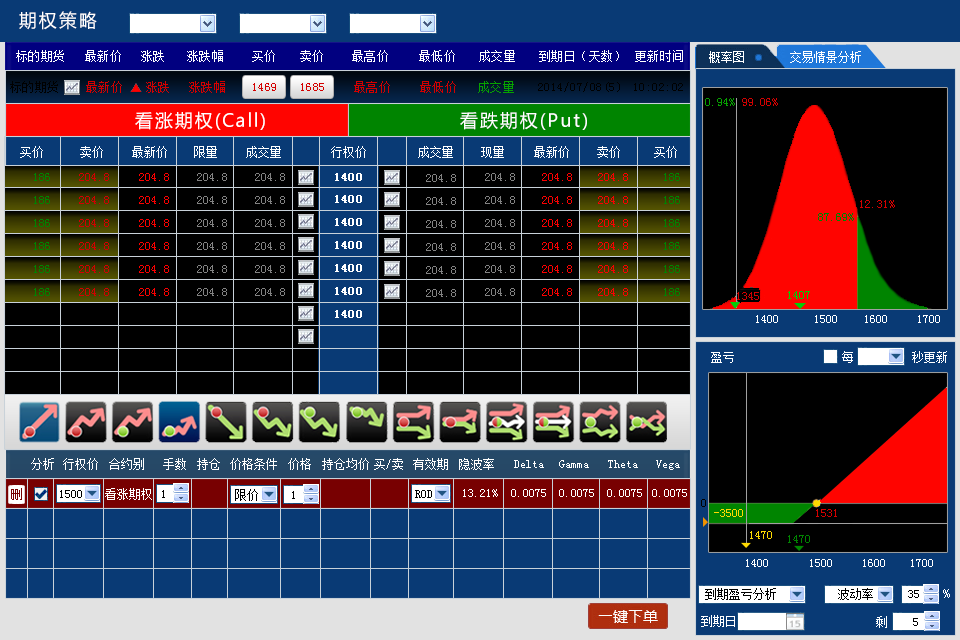 期权策略
标的期货 最新价 涨跌 涨跌幅 买价 卖价 最高价 最低价 成交量 到期日（天数） 更新时间
标的期货 最新价 ▲涨跌 涨跌幅 1469 1685 最高价 最低价 成交量 2014/07/08(5) 10:02:02
看涨期权(Call) 看跌期权(Put)
买价 卖价 最新价 限量 成交量 行权价 成交量 现量 最新价 卖价 买价
186 204.8 204.8 204.8 204.8 1400 204.8 204.8 204.8 204.8 186
186 204.8 204.8 204.8 204.8 1400 204.8 204.8 204.8 204.8 186
186 204.8 204.8 204.8 204.8 1400 204.8 204.8 204.8 204.8 186
186 204.8 204.8 204.8 204.8 1400 204.8 204.8 204.8 204.8 186
186 204.8 204.8 204.8 204.8 1400 204.8 204.8 204.8 204.8 186
186 204.8 204.8 204.8 204.8 1400 204.8 204.8 204.8 204.8 186
1400
分析 行权价 合约别 手数 持仓 价格条件 价格 持仓均价 买/卖 有效期 隐波率 Delta Gamma Theta Vega
删 1500 看涨期权 1 限价 1 ROD 13.21% 0.0075 0.0075 0.0075 0.0075
一键下单
概率图 交易情景分析
0.94% 99.06%
12.31%
1345 1407
1400 1500 1600 1700
盈亏 每 秒更新
0
-3500 1531
1470 1470
1400 1500 1600 1700
到期盈亏分析 波动率 35 %
到期日 15 剩 5